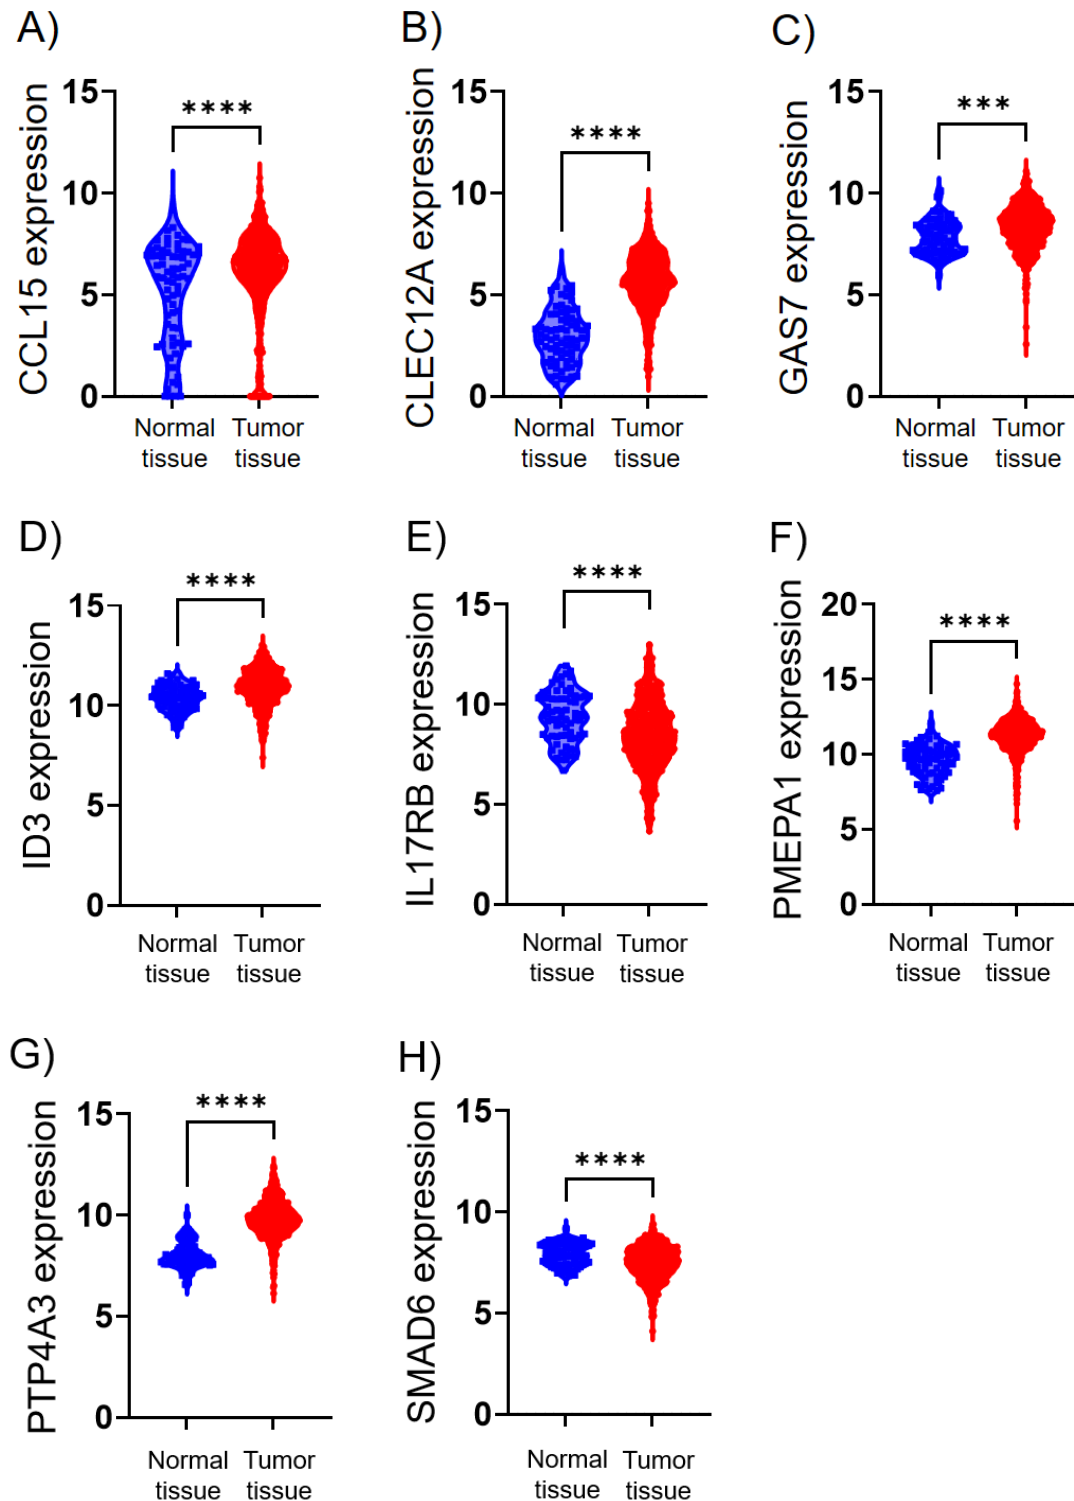 A)
CCL15 expression
15
10
5
0
****
Normal tissue
Tumor tissue
B)
CLEC12A expression
15
10
5
0
****
Normal tissue
Tumor tissue
C)
GAS7 expression
15
10
5
0
***
Normal tissue
Tumor tissue
D)
ID3 expression
15
10
5
0
****
Normal tissue
Tumor tissue
E)
IL17RB expression
15
10
5
0
****
Normal tissue
Tumor tissue
F)
PMEPA1 expression
20
15
10
5
0
****
Normal tissue
Tumor tissue
G)
PTP4A3 expression
15
10
5
0
****
Normal tissue
Tumor tissue
H)
SMAD6 expression
15
10
5
0
****
Normal tissue
Tumor tissue